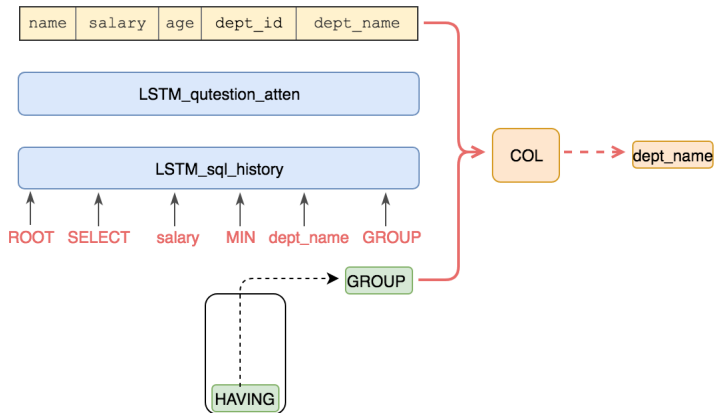 name salary age dept_id dept_name
LSTM_qutestion_atten
LSTM_sql_history
COL
dept_name
ROOT SELECT salary MIN dept_name GROUP
GROUP
HAVING